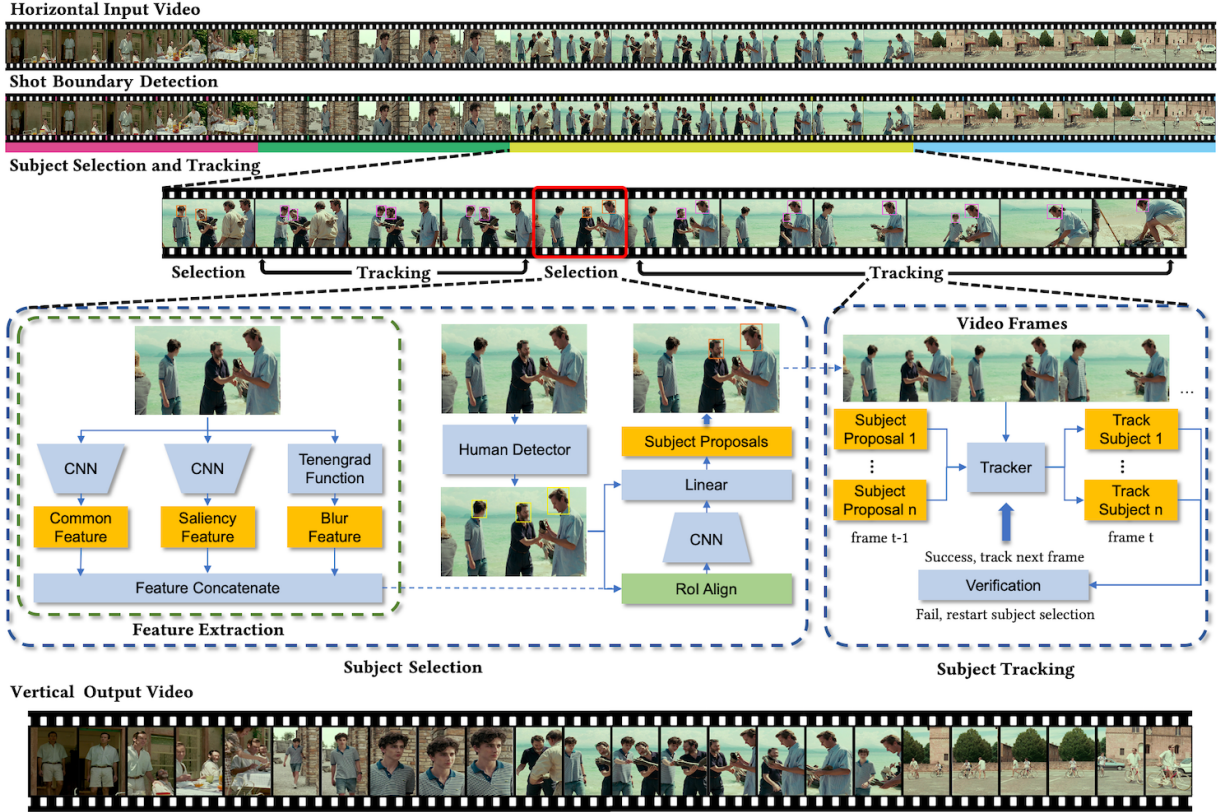 Horizontal Input Video
Shot Boundary Detection
Subject Selection and Tracking
Selection
Tracking
Selection
Tracking
CNN
CNN
Tenengrad
Function
Common
Feature
Saliency
Feature
Blur
Feature
Feature Concatenate
Feature Extraction
Human Detector
Subject Proposals
Linear
CNN
RoI Align
Subject Selection
Video Frames
...
Subject
Proposal 1
⋮
Subject
Proposal n
frame t-1
Tracker
Track
Subject 1
⋮
Track
Subject n
frame t
Success, track next frame
Verification
Fail, restart subject selection
Subject Tracking
Vertical Output Video